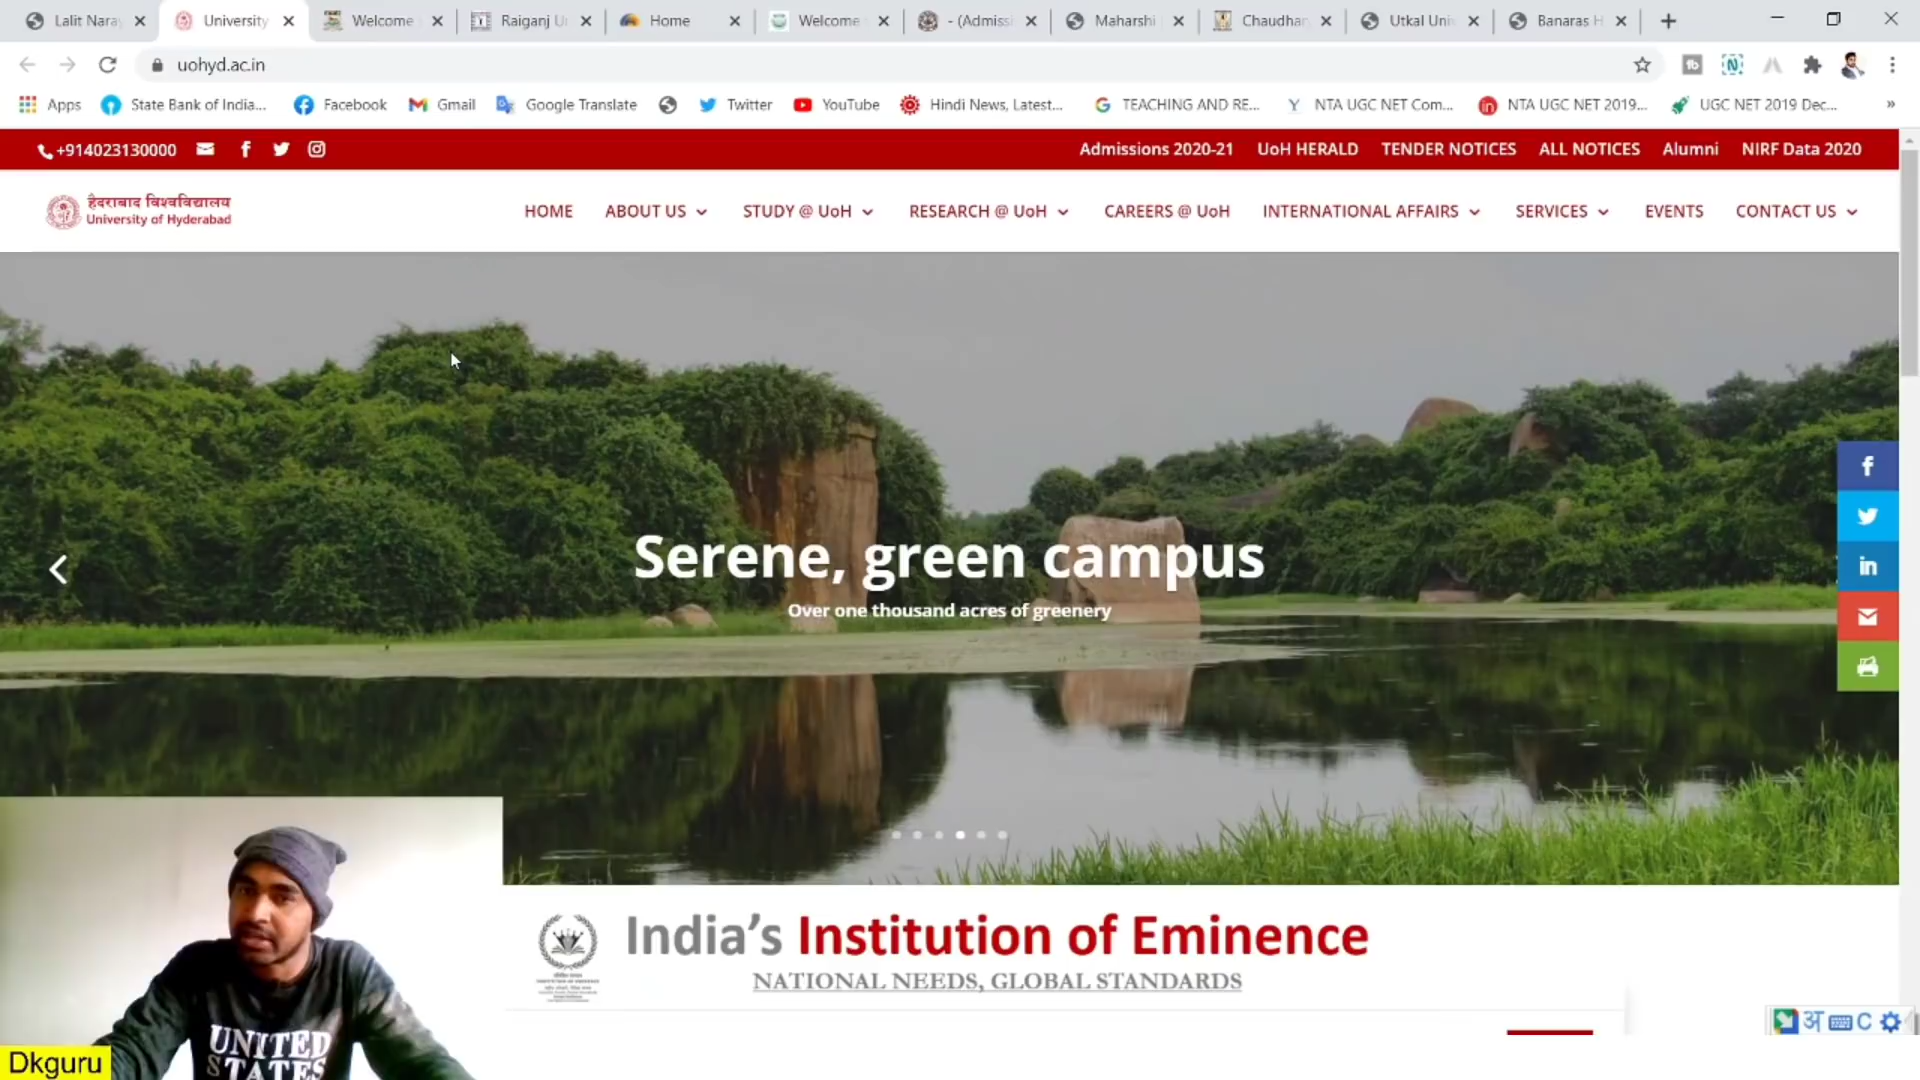 Lalit Naray
University
Welcome
Raiganj U
Home
Welcome
- (Admiss
Maharshi
Chaudhar
Utkal Univ
Banaras H
uohyd.ac.in
Apps
State Bank of India...
Facebook
Gmail
Google Translate
Twitter
YouTube
Hindi News, Latest...
TEACHING AND RE...
NTA UGC NET Com...
NTA UGC NET 2019...
UGC NET 2019 Dec...
»
+914023130000
Admissions 2020-21
UoH HERALD
TENDER NOTICES
ALL NOTICES
Alumni
NIRF Data 2020
हैदराबाद विश्वविद्यालय
University of Hyderabad
HOME
ABOUT US
STUDY @ UoH
RESEARCH @ UoH
CAREERS @ UoH
INTERNATIONAL AFFAIRS
SERVICES
EVENTS
CONTACT US
Serene, green campus
Over one thousand acres of greenery
India's Institution of Eminence
NATIONAL NEEDS, GLOBAL STANDARDS
UNITED
STATES
Dkguru
अ